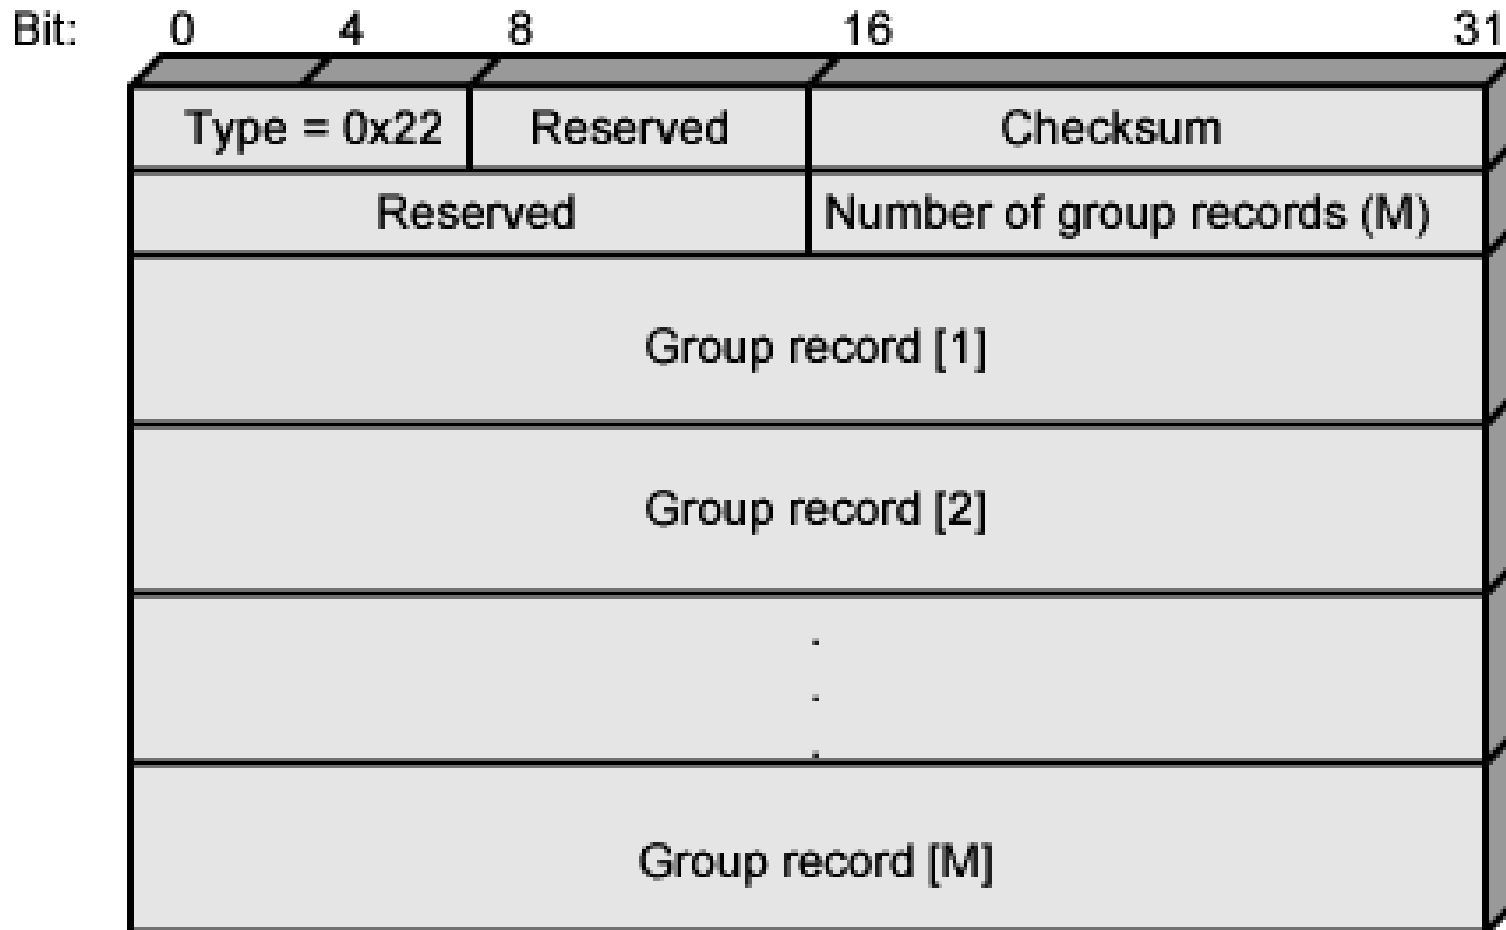 Bit: 0 4 8 16 31
Type = 0x22 Reserved Checksum
Reserved Number of group records (M)
Group record [1]
Group record [2]
.
.
.
Group record [M]